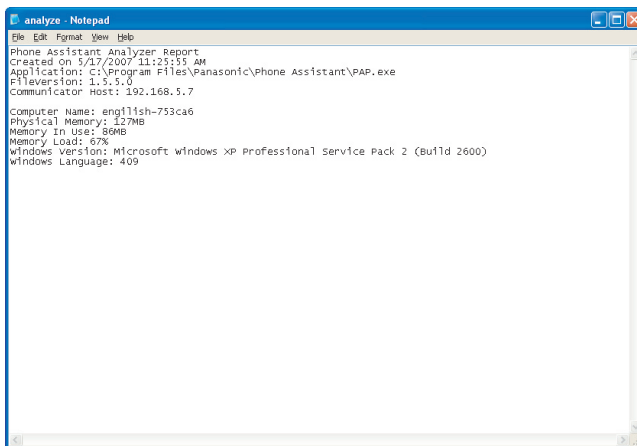 analyze - Notepad
File Edit Format View Help
Phone Assistant Analyzer Report
Created On 5/17/2007 11:25:55 AM
Application: C:\Program Files\Panasonic\Phone Assistant\PAP.exe
FileVersion: 1.5.5.0
Communicator Host: 192.168.5.7
Computer Name: engilish-753ca6
Physical Memory: 127MB
Memory In Use: 86MB
Memory Load: 67%
Windows Version: Microsoft Windows XP Professional Service Pack 2 (Build 2600)
Windows Language: 409